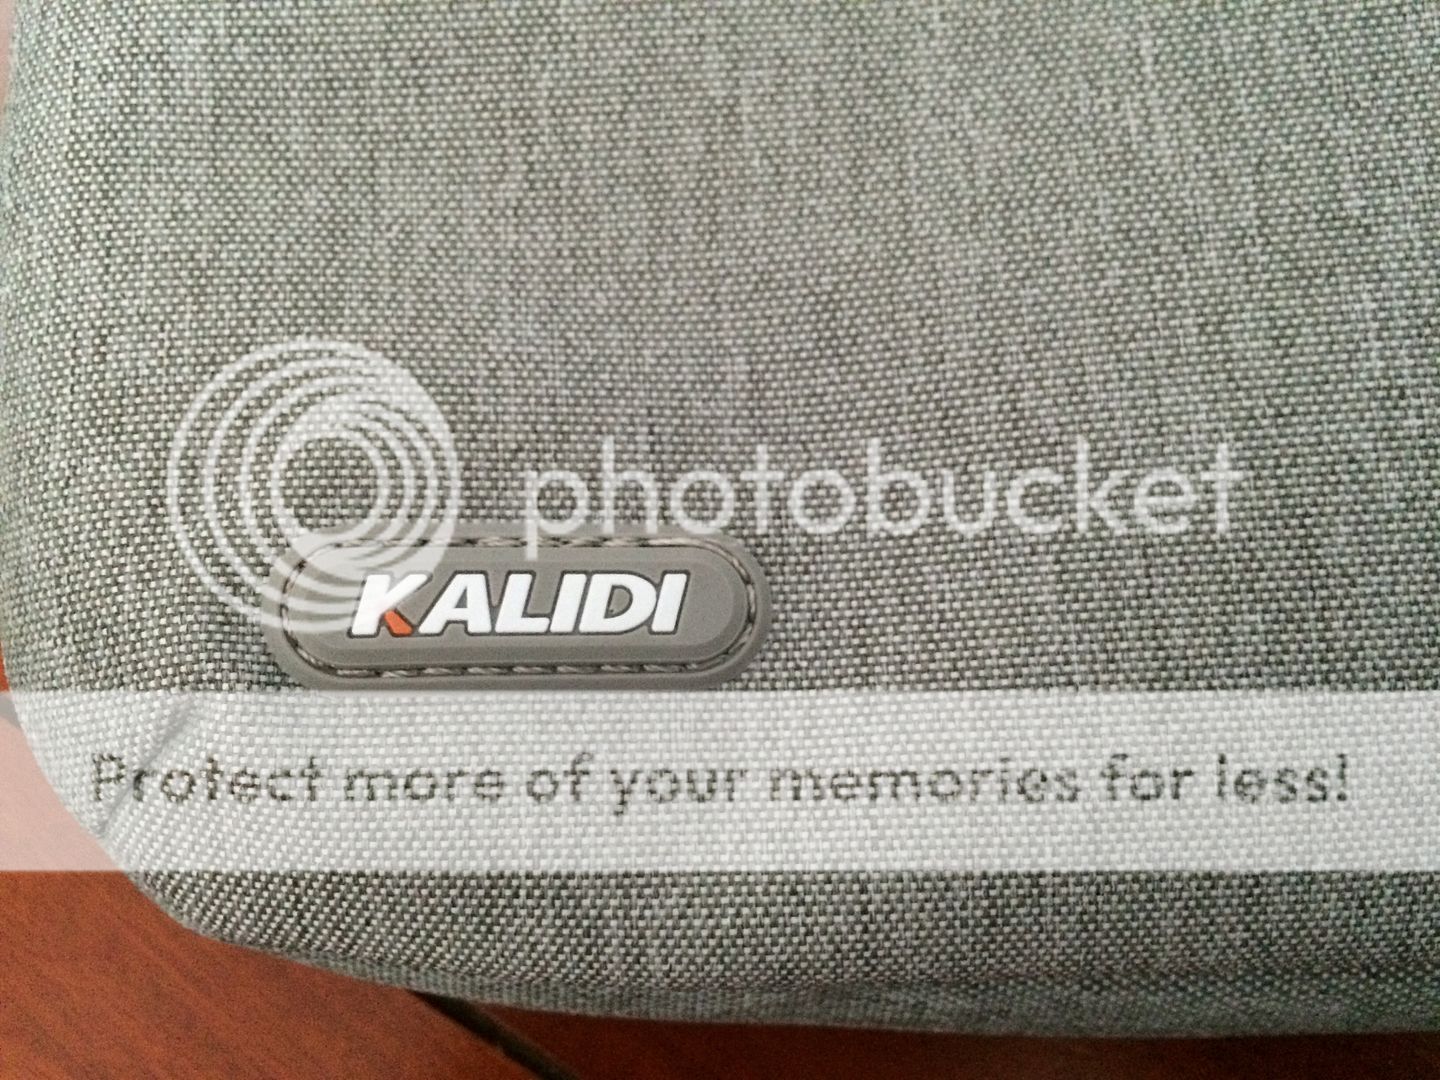 photobucket
KALIDI
Protect more of your memories for less!